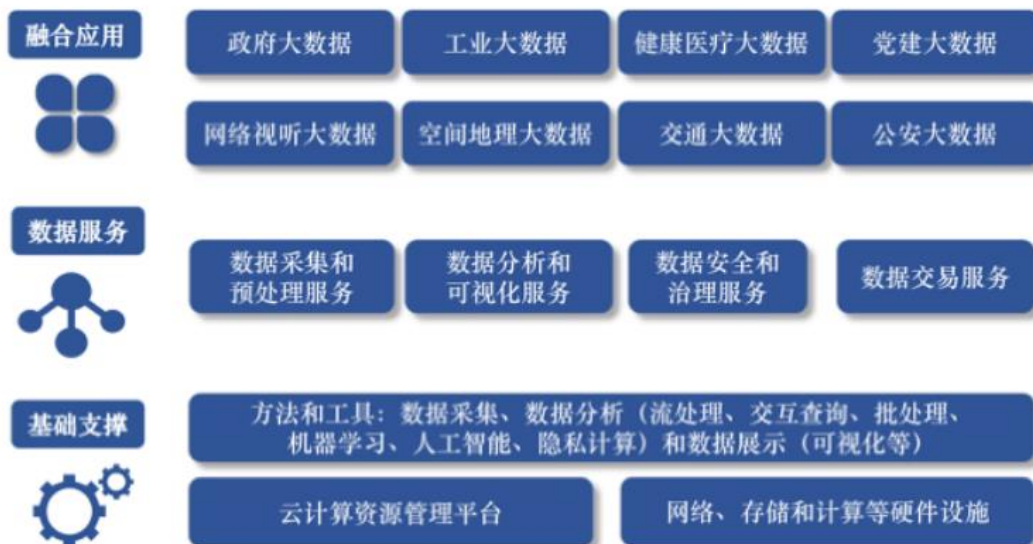 融合应用
政府大数据
工业大数据
健康医疗大数据
党建大数据
网络视听大数据
空间地理大数据
交通大数据
公安大数据
数据服务
数据采集和
预处理服务
数据分析和
可视化服务
数据安全和
治理服务
数据交易服务
基础支撑
方法和工具：数据采集、数据分析（流处理、交互查询、批处理、
机器学习、人工智能、隐私计算）和数据展示（可视化等）
云计算资源管理平台
网络、存储和计算等硬件设施